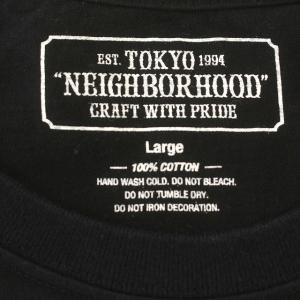 EST. TOKYO 1994
"NEIGHBORHOOD"
CRAFT WITH PRIDE
Large
100% COTTON
HAND WASH COLD. DO NOT BLEACH.
DO NOT TUMBLE DRY.
DO NOT IRON DECORATION.